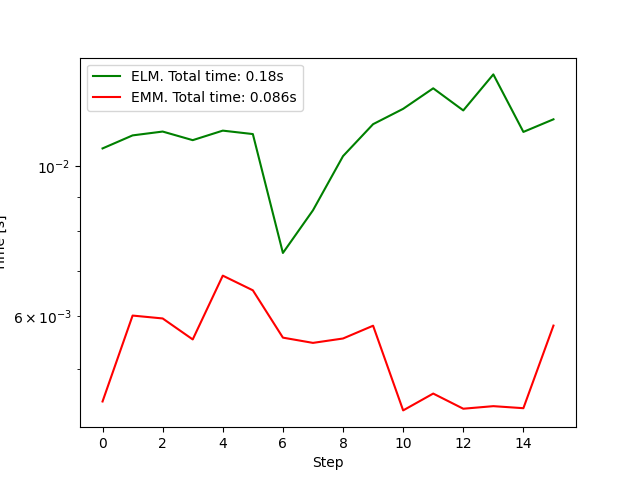 ELM. Total time: 0.18s
EMM. Total time: 0.086s
10⁻²
6 × 10⁻³
Time [s]
0 2 4 6 8 10 12 14
Step